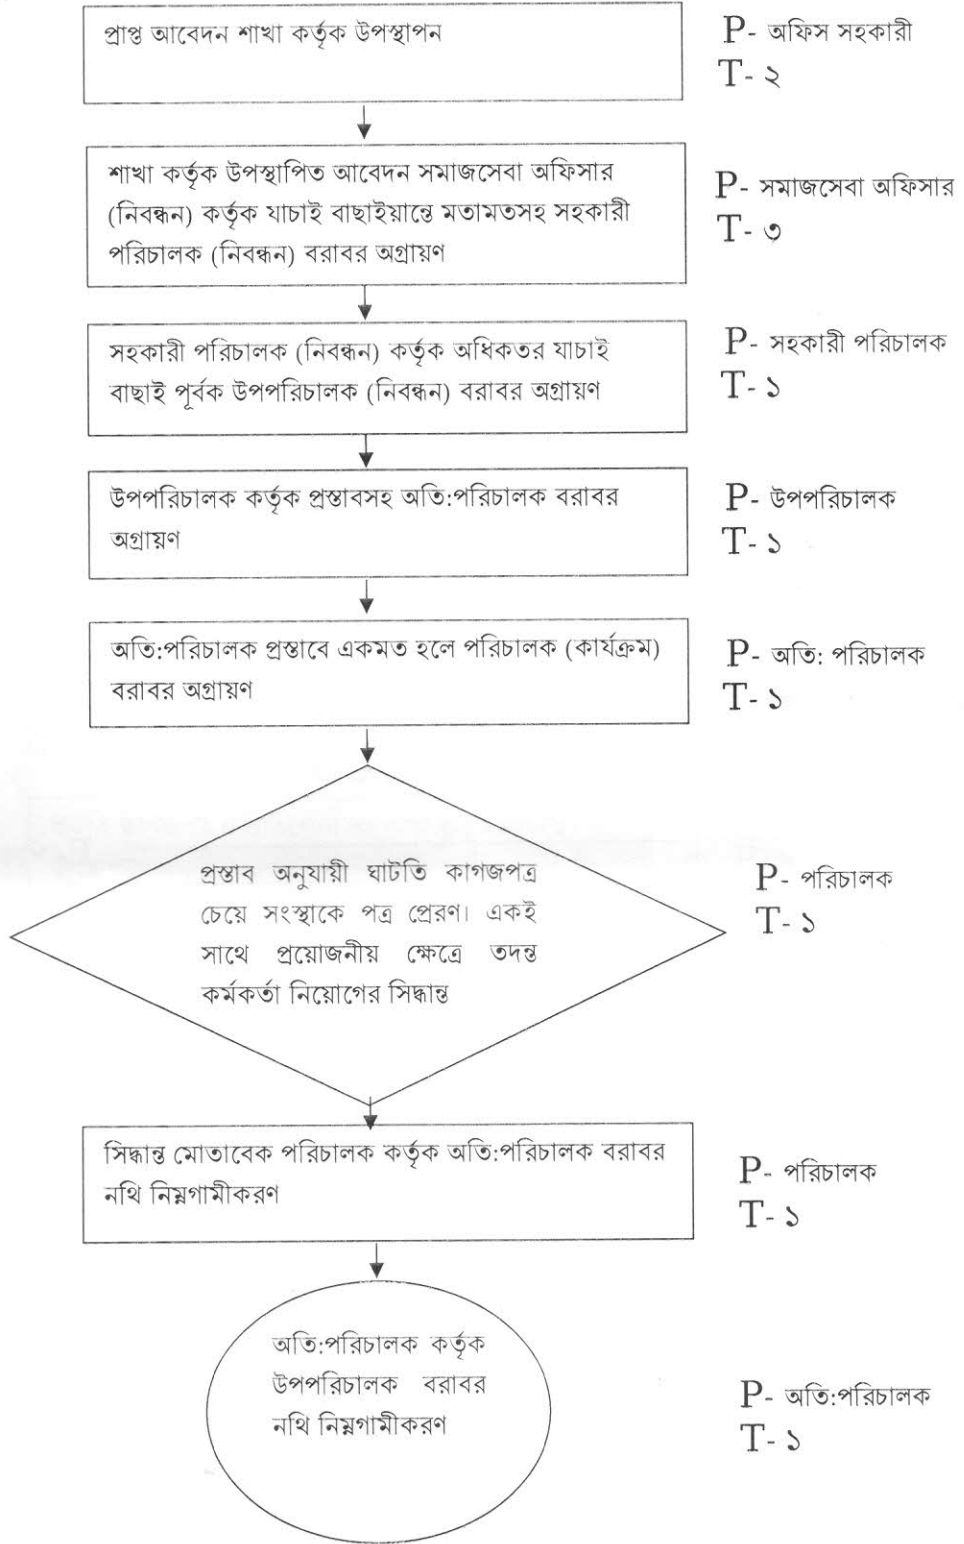 প্রাপ্ত আবেদন শাখা কর্তৃক উপস্থাপন
P- অফিস সহকারী
T- ২
শাখা কর্তৃক উপস্থাপিত আবেদন সমাজসেবা অফিসার
(নিবন্ধন) কর্তৃক যাচাই বাছাইয়ান্তে মতামতসহ সহকারী
পরিচালক (নিবন্ধন) বরাবর অগ্রায়ণ
P- সমাজসেবা অফিসার
T- ৩
সহকারী পরিচালক (নিবন্ধন) কর্তৃক অধিকতর যাচাই
বাছাই পূর্বক উপপরিচালক (নিবন্ধন) বরাবর অগ্রায়ণ
P- সহকারী পরিচালক
T- ১
উপপরিচালক কর্তৃক প্রস্তাবসহ অতি:পরিচালক বরাবর
অগ্রায়ণ
P- উপপরিচালক
T- ১
অতি:পরিচালক প্রস্তাবে একমত হলে পরিচালক (কার্যক্রম)
বরাবর অগ্রায়ণ
P- অতি: পরিচালক
T- ১
প্রস্তাব অনুযায়ী ঘাটতি কাগজপত্র
চেয়ে সংস্থাকে পত্র প্রেরণ। একই
সাথে প্রয়োজনীয় ক্ষেত্রে তদন্ত
কর্মকর্তা নিয়োগের সিদ্ধান্ত
P- পরিচালক
T- ১
সিদ্ধান্ত মোতাবেক পরিচালক কর্তৃক অতি:পরিচালক বরাবর
নথি নিম্নগামীকরণ
P- পরিচালক
T- ১
অতি:পরিচালক কর্তৃক
উপপরিচালক বরাবর
নথি নিম্নগামীকরণ
P- অতি:পরিচালক
T- ১